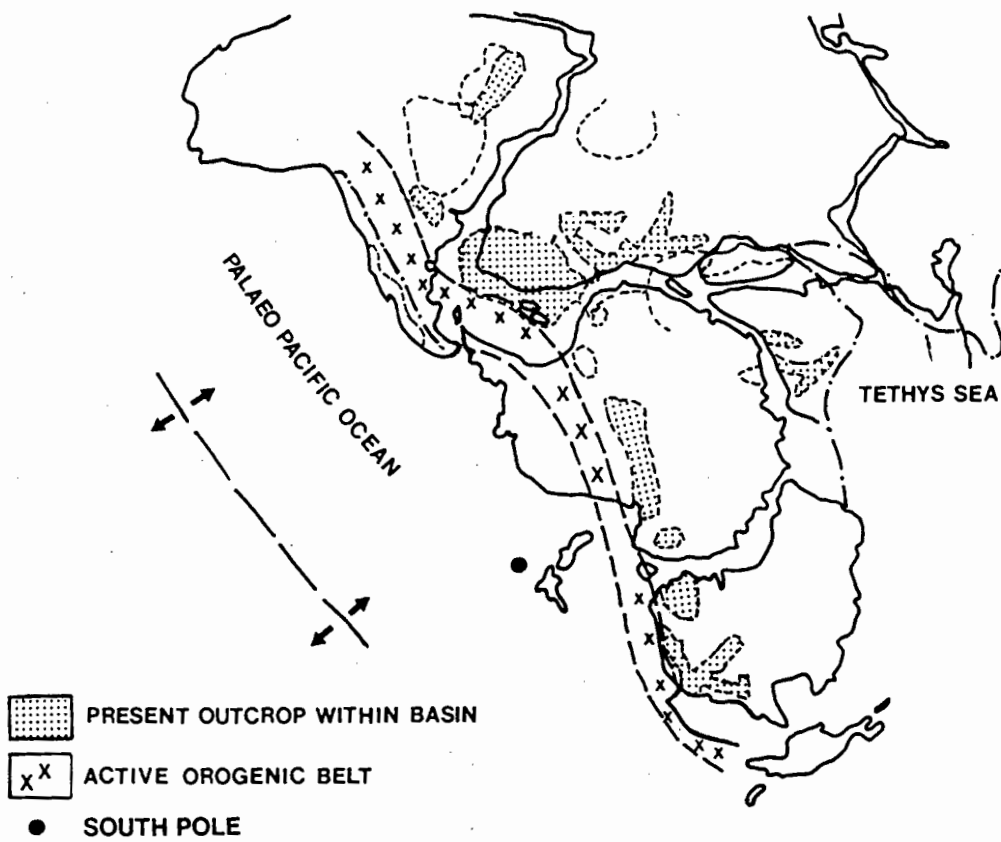 PALAEO PACIFIC OCEAN
TETHYS SEA
PRESENT OUTCROP WITHIN BASIN
X X ACTIVE OROGENIC BELT
SOUTH POLE